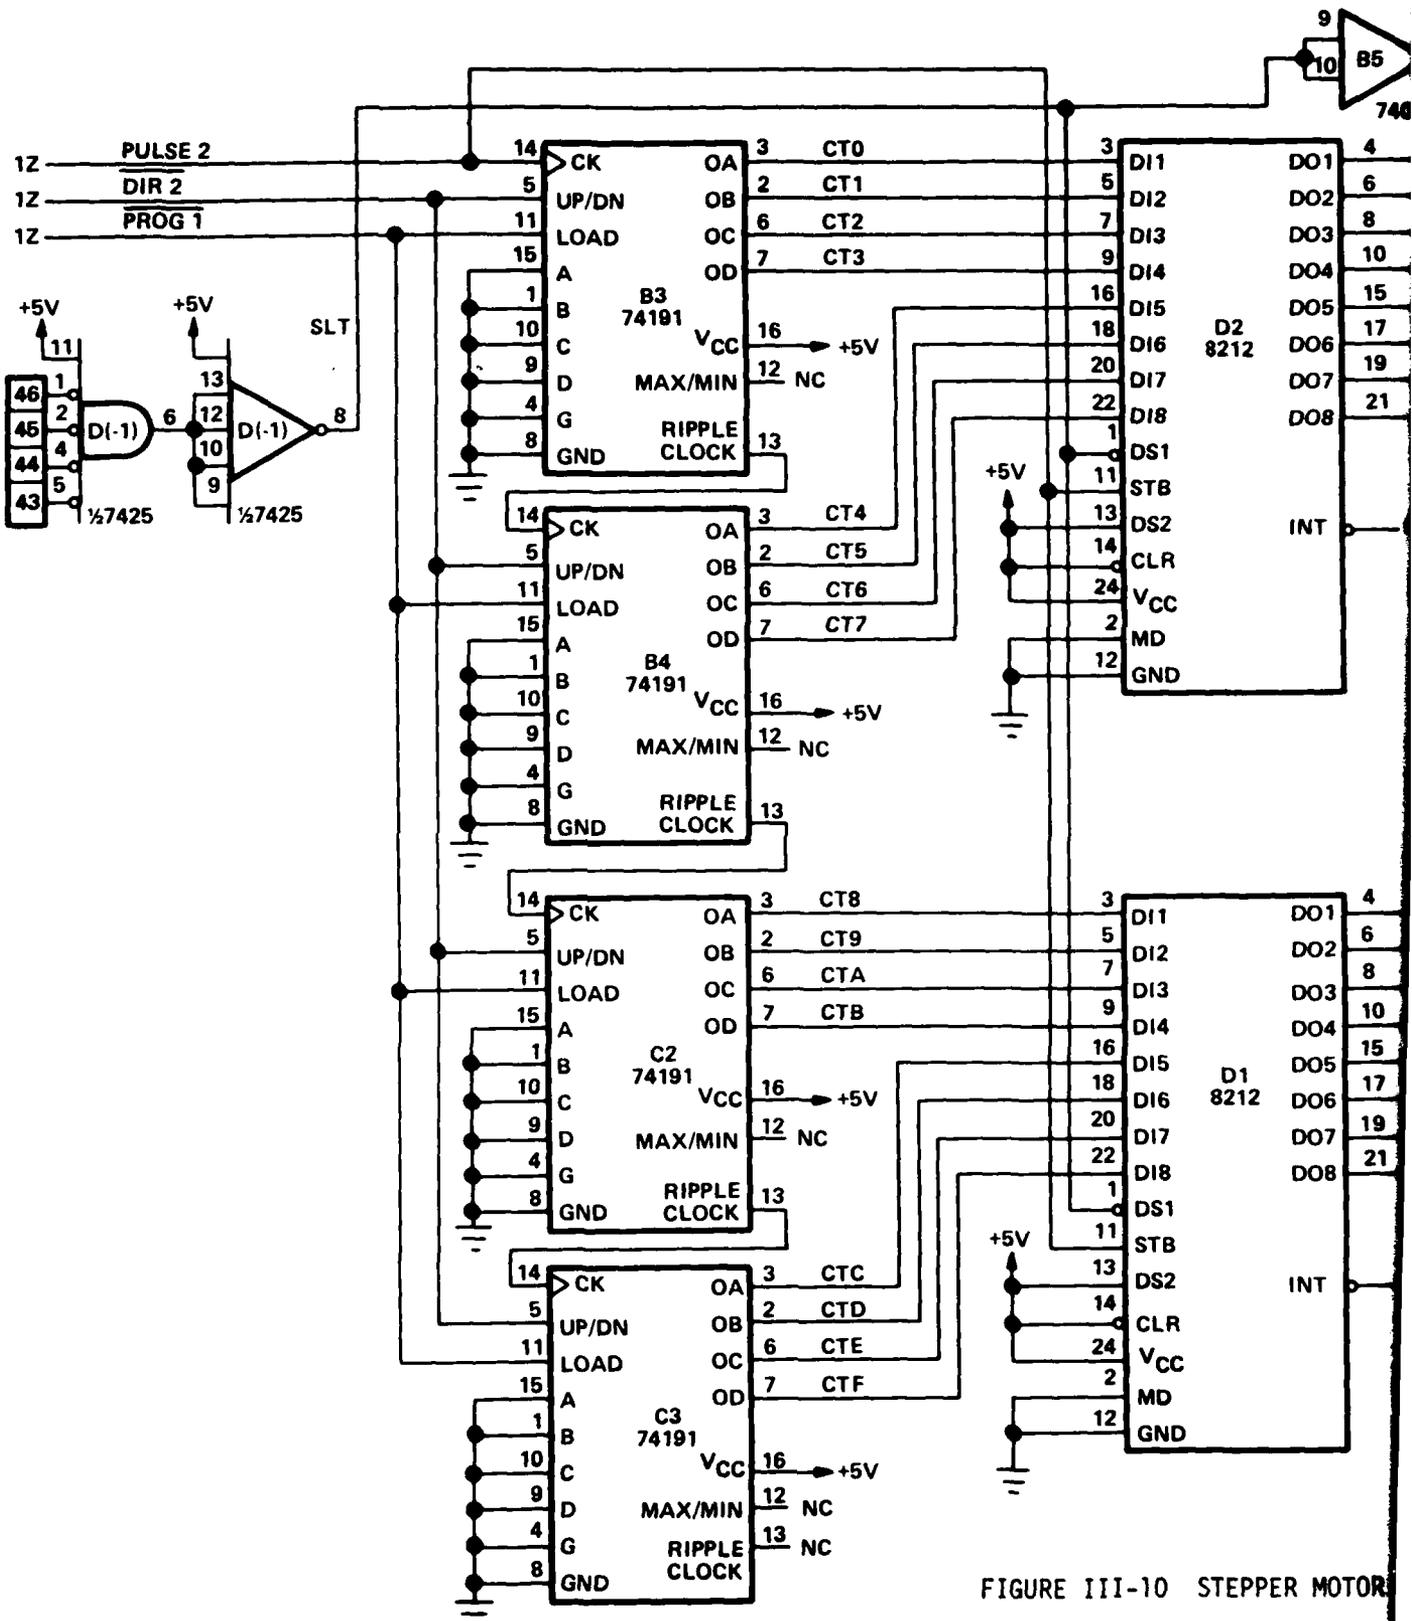 9
10
B5
740
1Z PULSE 2
1Z DIR 2
1Z PROG 1
+5V
11
46 1
45 2
44 4
43 5
D(-1)
6
½7425
+5V
13
12
10
9
D(-1)
8
½7425
SLT
14 CK
5 UP/DN
11 LOAD
15 A
1 B
10 C
9 D
4 G
8 GND
B3
74191
OA 3 CT0
OB 2 CT1
OC 6 CT2
OD 7 CT3
VCC 16 +5V
MAX/MIN 12 NC
RIPPLE
CLOCK 13
14 CK
5 UP/DN
11 LOAD
15 A
1 B
10 C
9 D
4 G
8 GND
B4
74191
OA 3 CT4
OB 2 CT5
OC 6 CT6
OD 7 CT7
VCC 16 +5V
MAX/MIN 12 NC
RIPPLE
CLOCK 13
14 CK
5 UP/DN
11 LOAD
15 A
1 B
10 C
9 D
4 G
8 GND
C2
74191
OA 3 CT8
OB 2 CT9
OC 6 CTA
OD 7 CTB
VCC 16 +5V
MAX/MIN 12 NC
RIPPLE
CLOCK 13
14 CK
5 UP/DN
11 LOAD
15 A
1 B
10 C
9 D
4 G
8 GND
C3
74191
OA 3 CTC
OB 2 CTD
OC 6 CTE
OD 7 CTF
VCC 16 +5V
MAX/MIN 12 NC
RIPPLE
CLOCK 13 NC
3 DI1
5 DI2
7 DI3
9 DI4
16 DI5
18 DI6
20 DI7
22 DI8
1 DS1
11 STB
+5V
13 DS2
14 CLR
24 VCC
2 MD
12 GND
D2
8212
DO1 4
DO2 6
DO3 8
DO4 10
DO5 15
DO6 17
DO7 19
DO8 21
INT
3 DI1
5 DI2
7 DI3
9 DI4
16 DI5
18 DI6
20 DI7
22 DI8
1 DS1
11 STB
+5V
13 DS2
14 CLR
24 VCC
2 MD
12 GND
D1
8212
DO1 4
DO2 6
DO3 8
DO4 10
DO5 15
DO6 17
DO7 19
DO8 21
INT
FIGURE III-10 STEPPER MOTOR